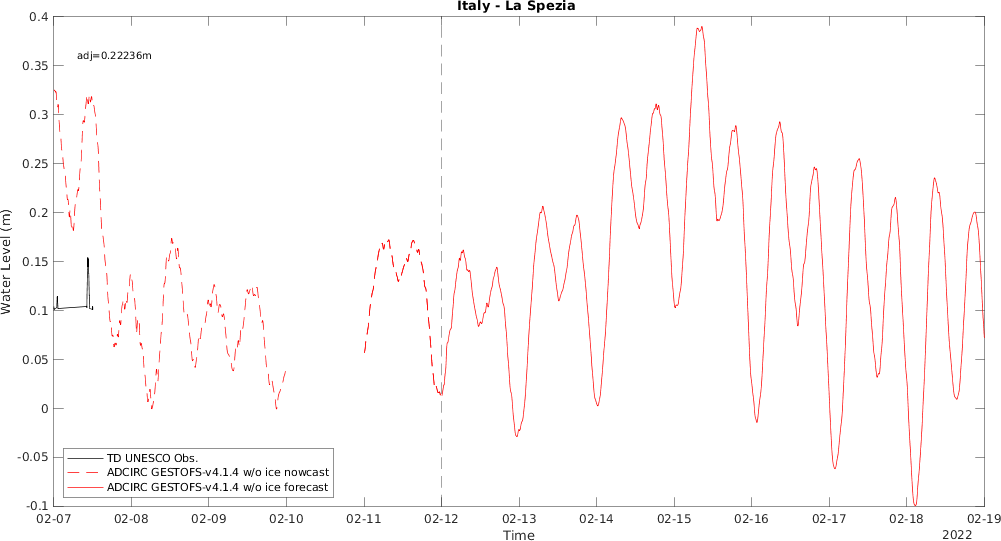 Italy - La Spezia
adj=0.22236m
0.4
0.35
0.3
0.25
0.2
0.15
0.1
0.05
0
-0.05
-0.1
Water Level (m)
TD UNESCO Obs.
ADCIRC GESTOFS-v4.1.4 w/o ice nowcast
ADCIRC GESTOFS-v4.1.4 w/o ice forecast
02-07 02-08 02-09 02-10 02-11 02-12 02-13 02-14 02-15 02-16 02-17 02-18 02-19
Time
2022